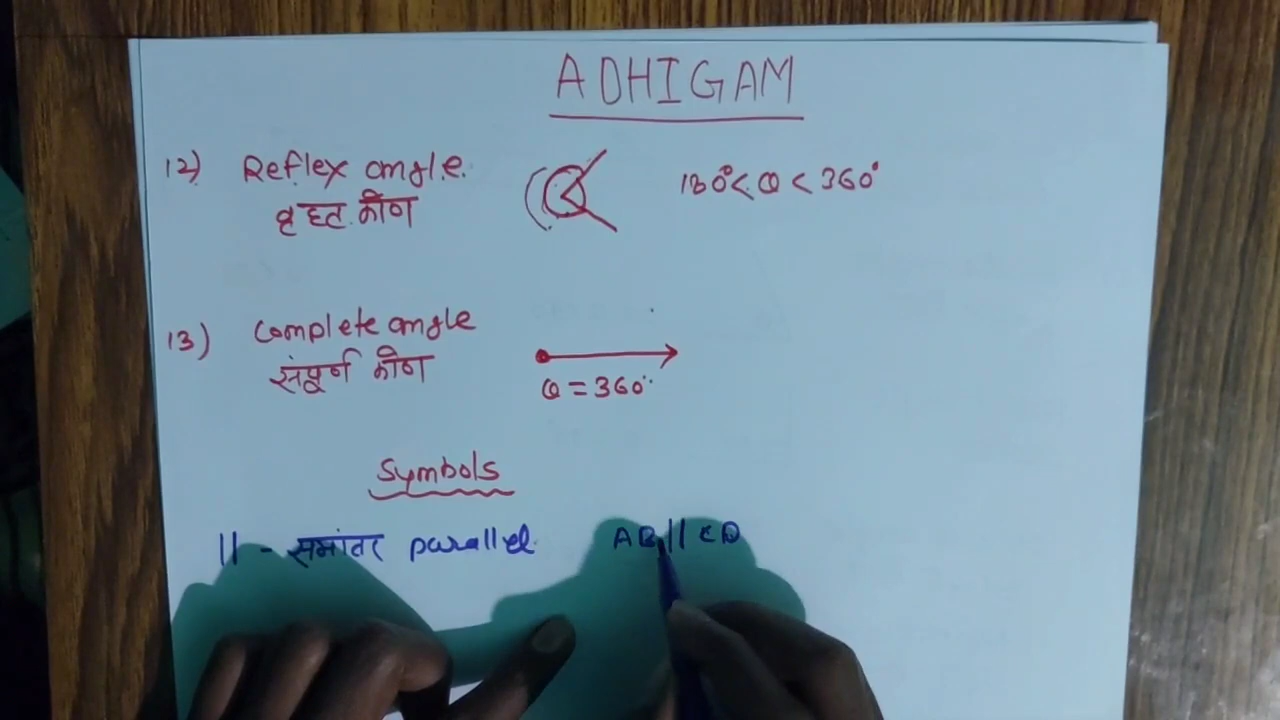 ADHIGAM
12) Reflex angle. 180°< θ < 360°
वृहत कोण
13) Complete angle
संपूर्ण कोण
θ = 360°
Symbols
|| - समांतर parallel AB || CD